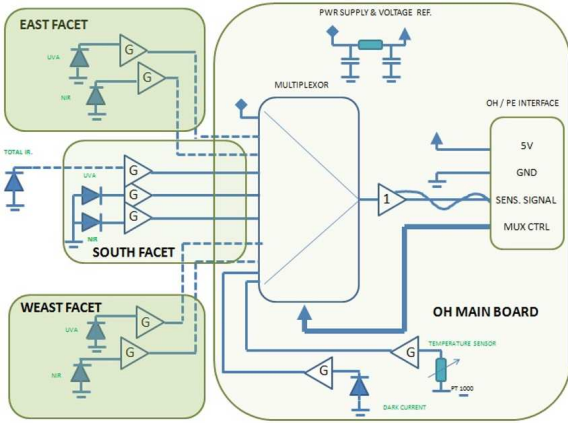 EAST FACET
UVA
G
G
NIR
TOTAL IR.
UVA
G
G
G
NIR
SOUTH FACET
WEAST FACET
G
UVA
G
NIR
PWR SUPPLY & VOLTAGE REF.
MULTIPLEXOR
1
OH / PE INTERFACE
5V
GND
SENS. SIGNAL
MUX CTRL
OH MAIN BOARD
TEMPERATURE SENSOR
G
G
PT 1000
DARK CURRENT